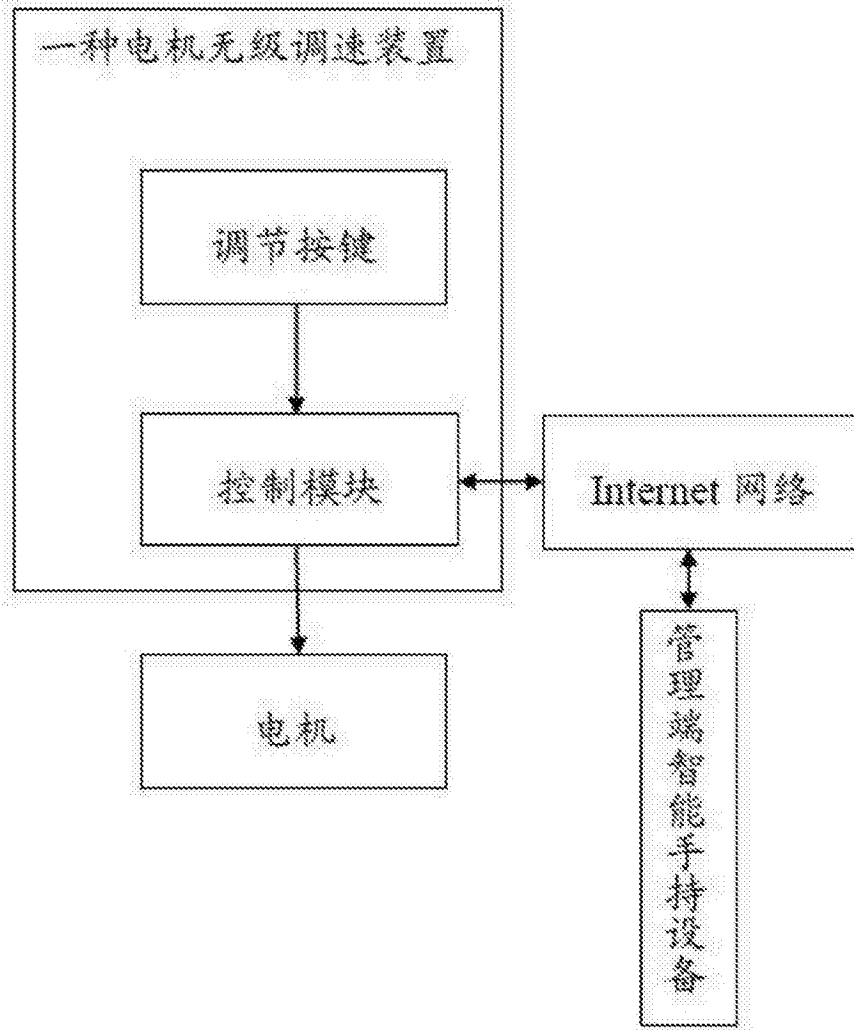 一种电机无级调速装置
调节按键
控制模块
Internet 网络
电机
管理端智能手持设备